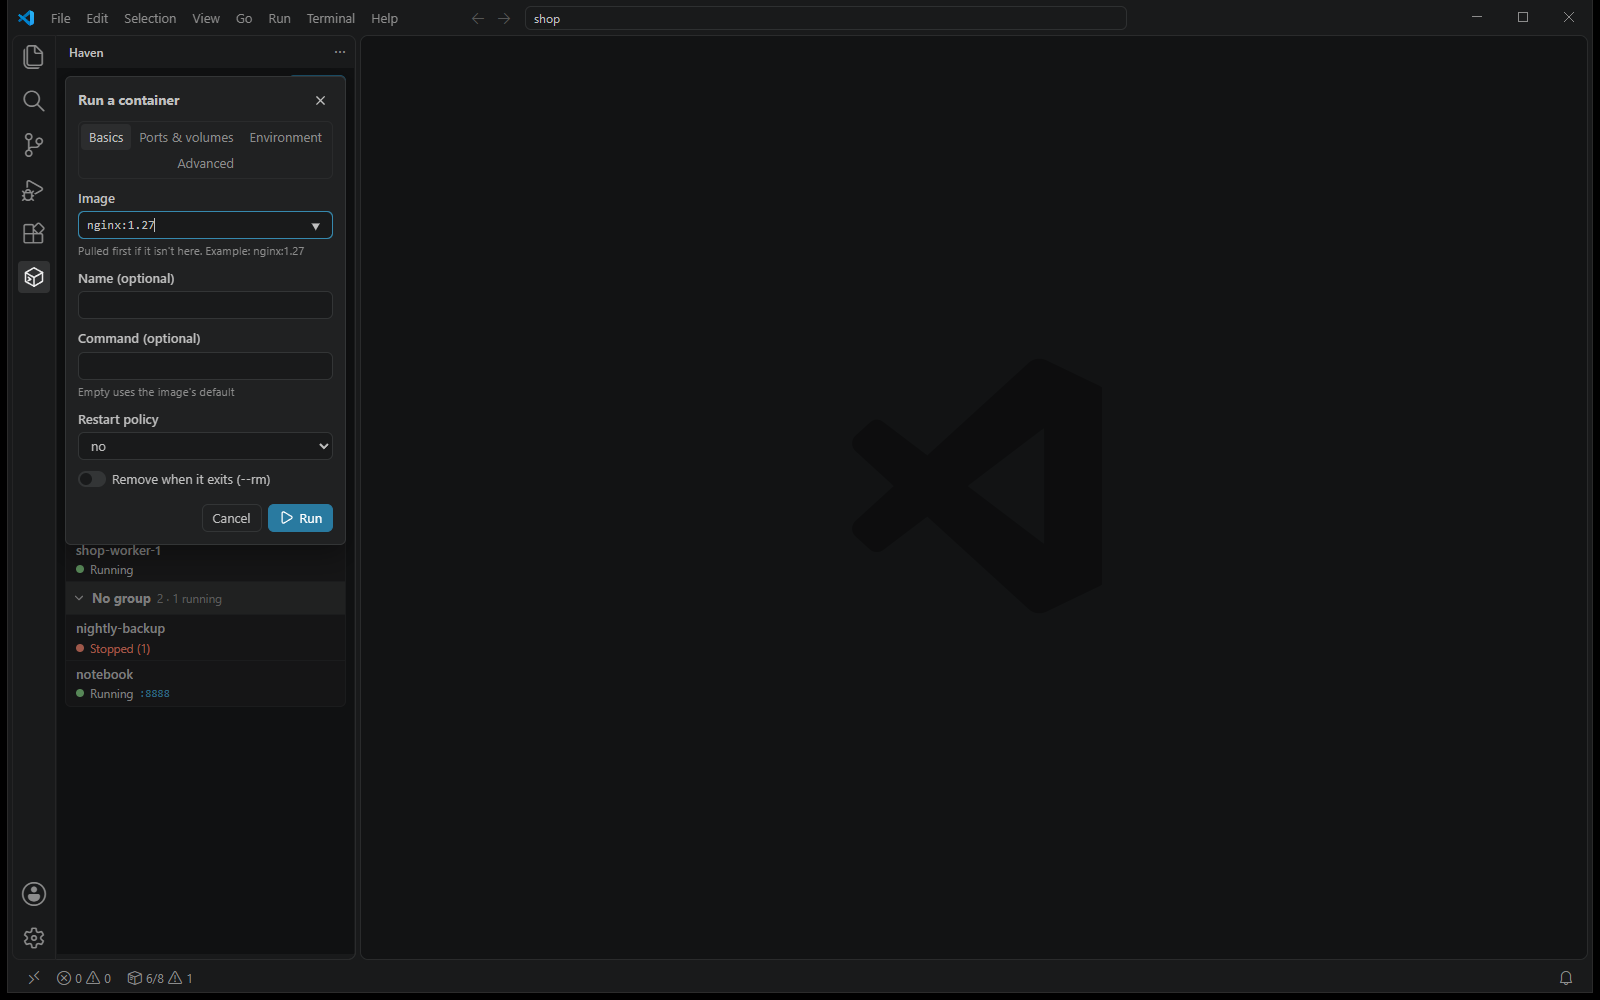 File Edit Selection View Go Run Terminal Help
shop
Haven
Run a container
Basics Ports & volumes Environment
Advanced
Image
nginx:1.27
Pulled first if it isn't here. Example: nginx:1.27
Name (optional)
Command (optional)
Empty uses the image's default
Restart policy
no
Remove when it exits (--rm)
Cancel Run
shop-worker-1
Running
No group 2 · 1 running
nightly-backup
Stopped (1)
notebook
Running :8888
0 0 6/8 1